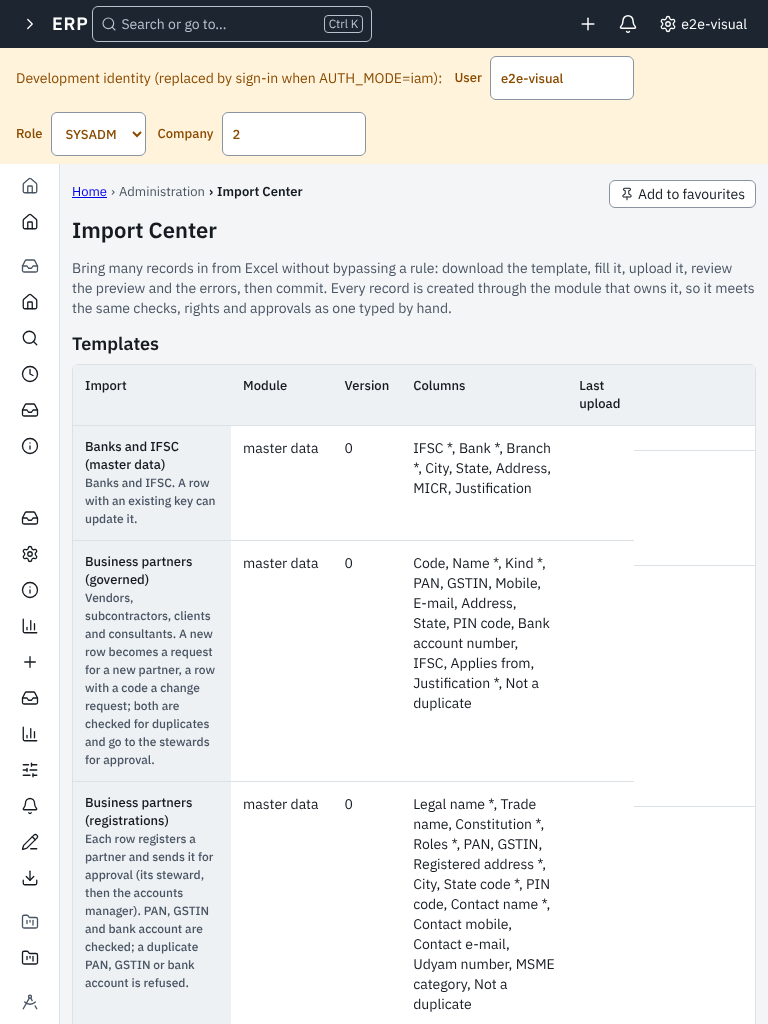 ERP
Search or go to...
Ctrl K
e2e-visual
Development identity (replaced by sign-in when AUTH_MODE=iam):
User
e2e-visual
Role
SYSADM
Company
2
Home › Administration › Import Center
Add to favourites
Import Center
Bring many records in from Excel without bypassing a rule: download the template, fill it, upload it, review
the preview and the errors, then commit. Every record is created through the module that owns it, so it meets
the same checks, rights and approvals as one typed by hand.
Templates
Import
Module
Version
Columns
Last
upload
Banks and IFSC
(master data)
Banks and IFSC. A row
with an existing key can
update it.
master data
0
IFSC *, Bank *, Branch
*, City, State, Address,
MICR, Justification
Business partners
(governed)
Vendors,
subcontractors, clients
and consultants. A new
row becomes a request
for a new partner, a row
with a code a change
request; both are
checked for duplicates
and go to the stewards
for approval.
master data
0
Code, Name *, Kind *,
PAN, GSTIN, Mobile,
E-mail, Address,
State, PIN code, Bank
account number,
IFSC, Applies from,
Justification *, Not a
duplicate
Business partners
(registrations)
Each row registers a
partner and sends it for
approval (its steward,
then the accounts
manager). PAN, GSTIN
and bank account are
checked; a duplicate
PAN, GSTIN or bank
account is refused.
master data
0
Legal name *, Trade
name, Constitution *,
Roles *, PAN, GSTIN,
Registered address *,
City, State code *, PIN
code, Contact name *,
Contact mobile,
Contact e-mail,
Udyam number, MSME
category, Not a
duplicate